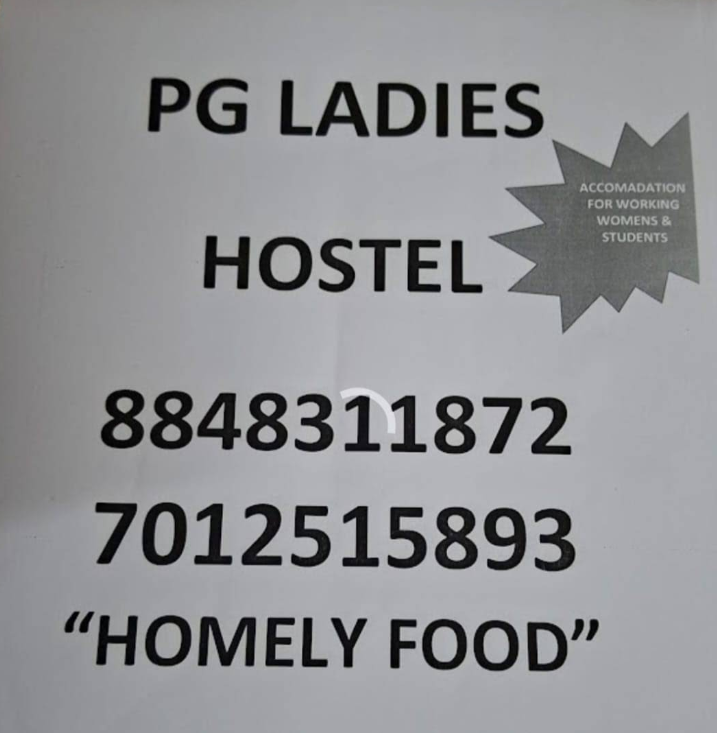 PG LADIES
HOSTEL
ACCOMADATION
FOR WORKING
WOMENS &
STUDENTS
8848311872
7012515893
“HOMELY FOOD”